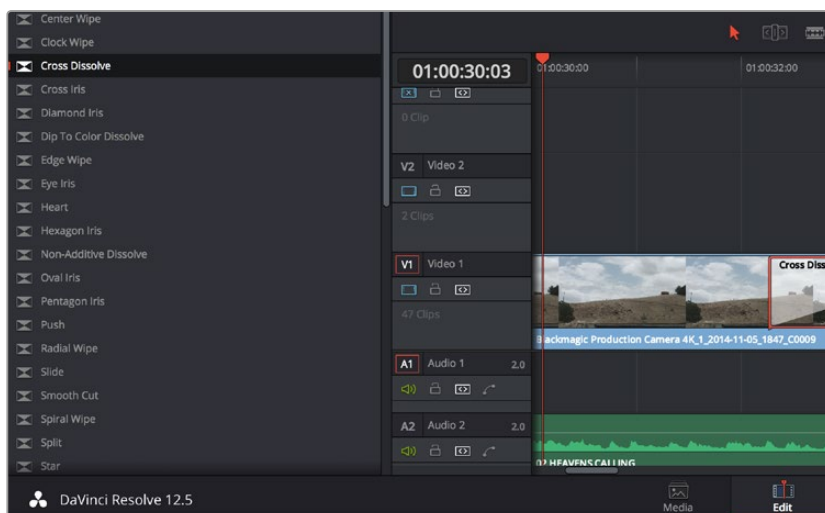 Center Wipe
Clock Wipe
Cross Dissolve
Cross Iris
Diamond Iris
Dip To Color Dissolve
Edge Wipe
Eye Iris
Heart
Hexagon Iris
Non-Additive Dissolve
Oval Iris
Pentagon Iris
Push
Radial Wipe
Slide
Smooth Cut
Spiral Wipe
Split
Star
01:00:30:03
01:00:30:00
01:00:32:00
0 Clip
V2 Video 2
2 Clips
V1 Video 1
47 Clips
Cross Diss
Blackmagic Production Camera 4K_1_2014-11-05_1847_C0009
A1 Audio 1 2.0
A2 Audio 2 2.0
02 HEAVENS CALLING
DaVinci Resolve 12.5
Media
Edit